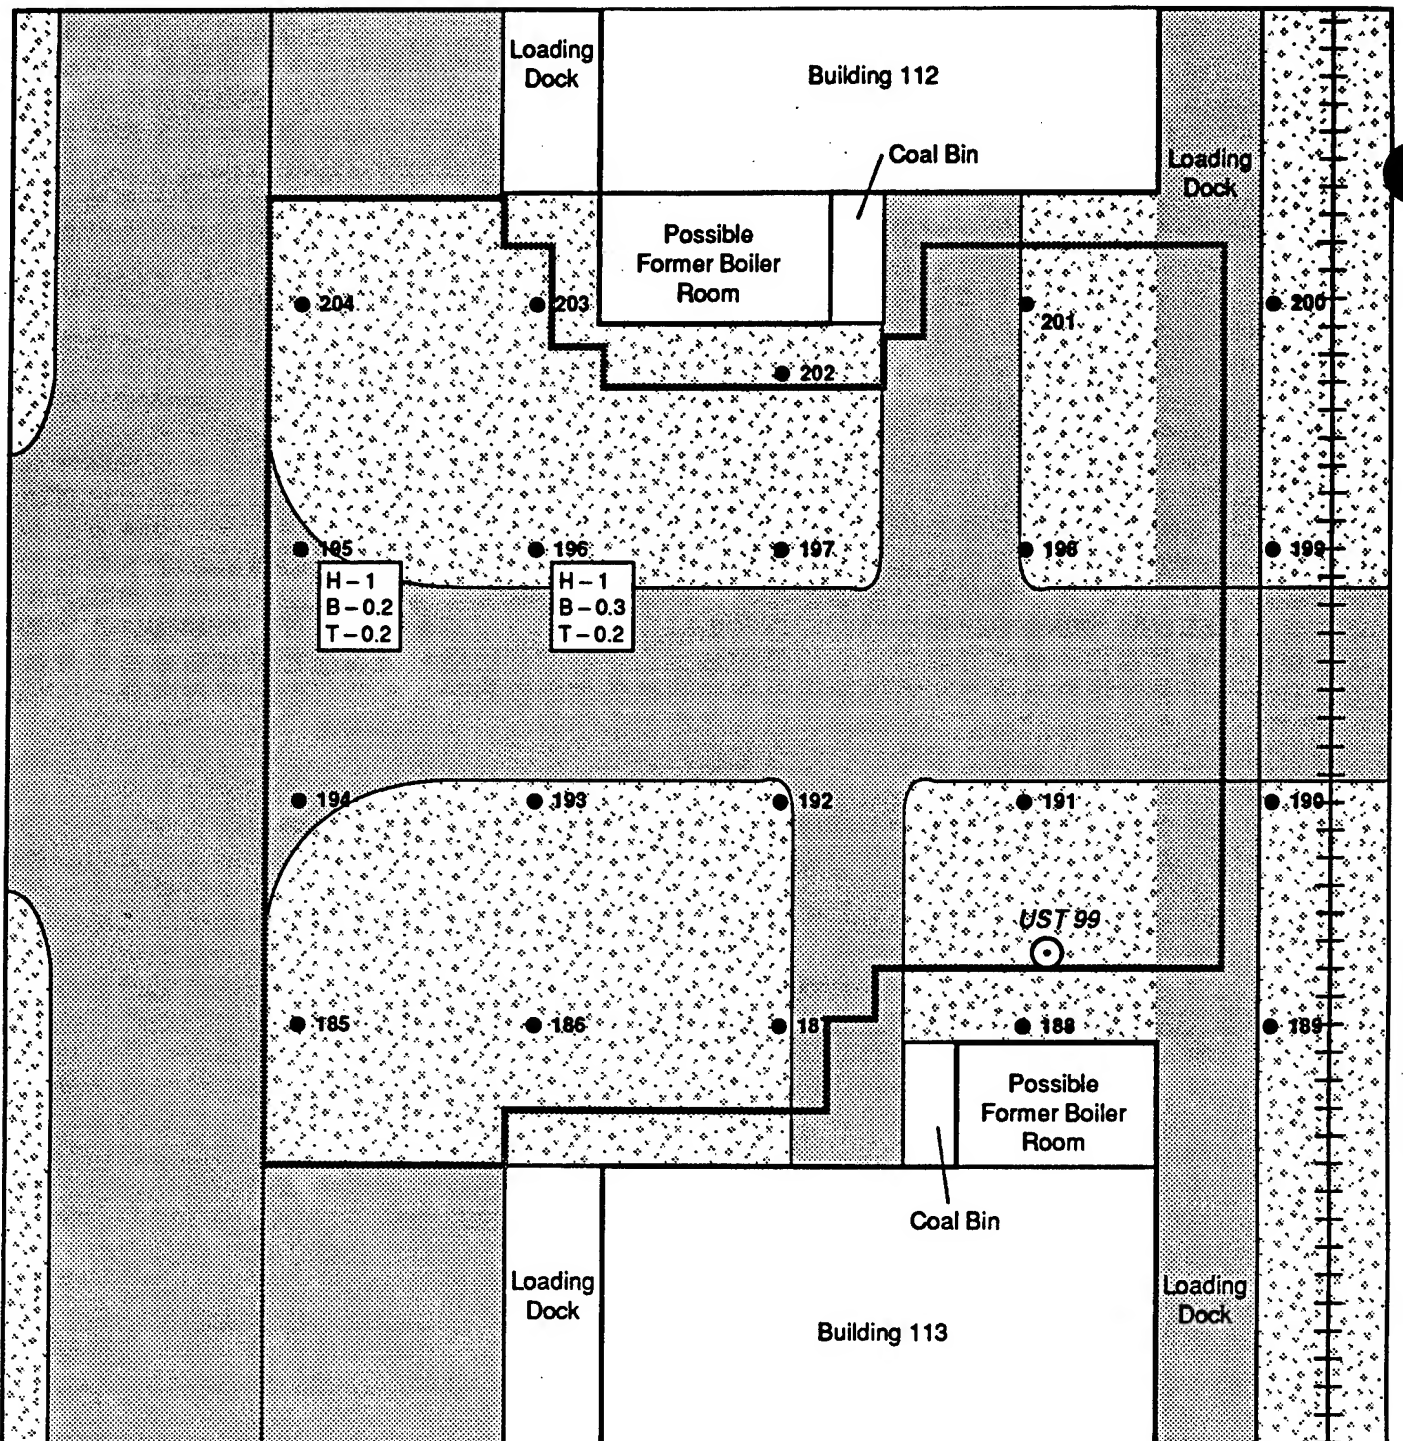 Loading
Dock
Building 112
Coal Bin
Loading
Dock
Possible
Former Boiler
Room
204
203
201
200
202
195
196
197
198
199
H – 1
B – 0.2
T – 0.2
H – 1
B – 0.3
T – 0.2
194
193
192
191
190
UST 99
185
186
187
188
189
Possible
Former Boiler
Room
Coal Bin
Loading
Dock
Building 113
Loading
Dock